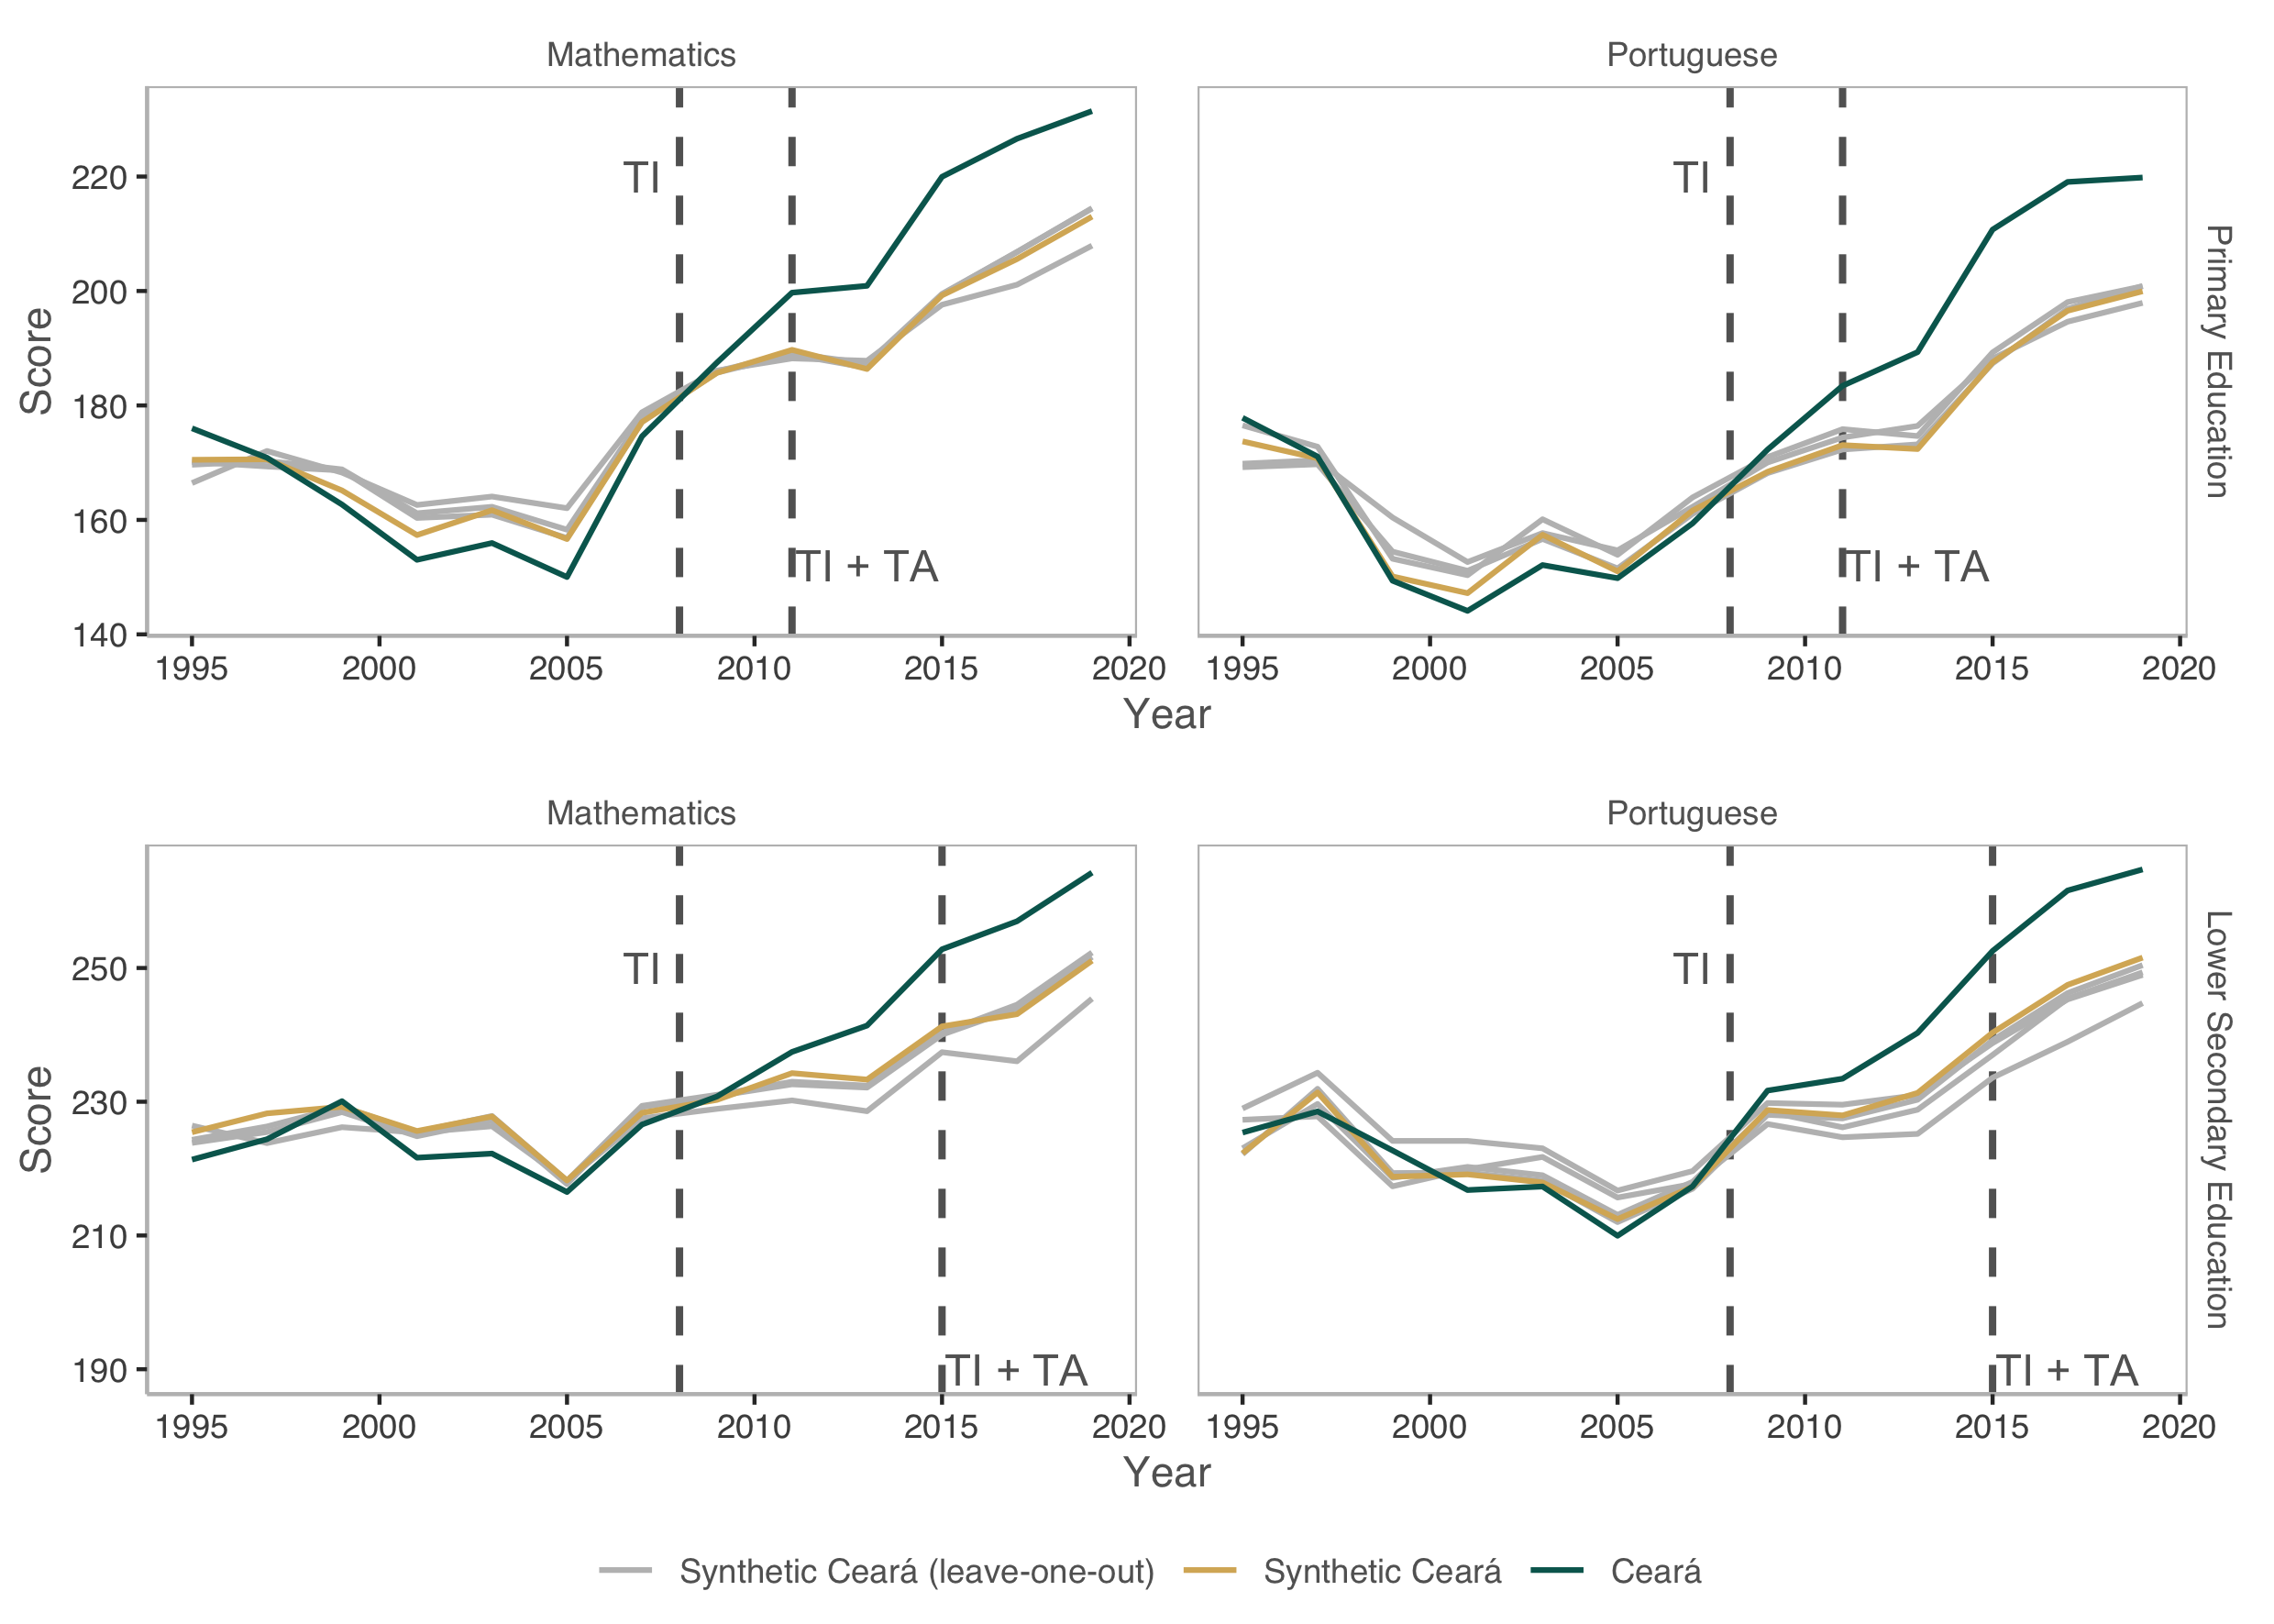 Mathematics
Portuguese
Score
220
200
180
160
140
TI
TI + TA
TI
TI + TA
Primary Education
1995 2000 2005 2010 2015 2020
1995 2000 2005 2010 2015 2020
Year
Mathematics
Portuguese
Score
250
230
210
190
TI
TI + TA
TI
TI + TA
Lower Secondary Education
1995 2000 2005 2010 2015 2020
1995 2000 2005 2010 2015 2020
Year
Synthetic Ceará (leave-one-out) Synthetic Ceará Ceará